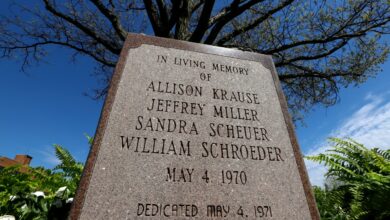 IN LIVING MEMORY
OF
ALLISON KRAUSE
JEFFREY MILLER
SANDRA SCHEUER
WILLIAM SCHROEDER
MAY 4 1970
DEDICATED MAY 4, 1971